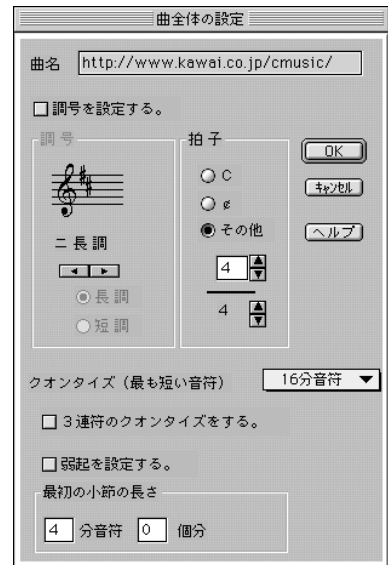 曲全体の設定
曲名 http://www.kawai.co.jp/cmusic/
調号を設定する。
調号
ニ長調
長調
短調
拍子
C
¢
その他
4
4
OK
キャンセル
ヘルプ
クオンタイズ（最も短い音符） 16分音符
3連符のクオンタイズをする。
弱起を設定する。
最初の小節の長さ
4 分音符 0 個分